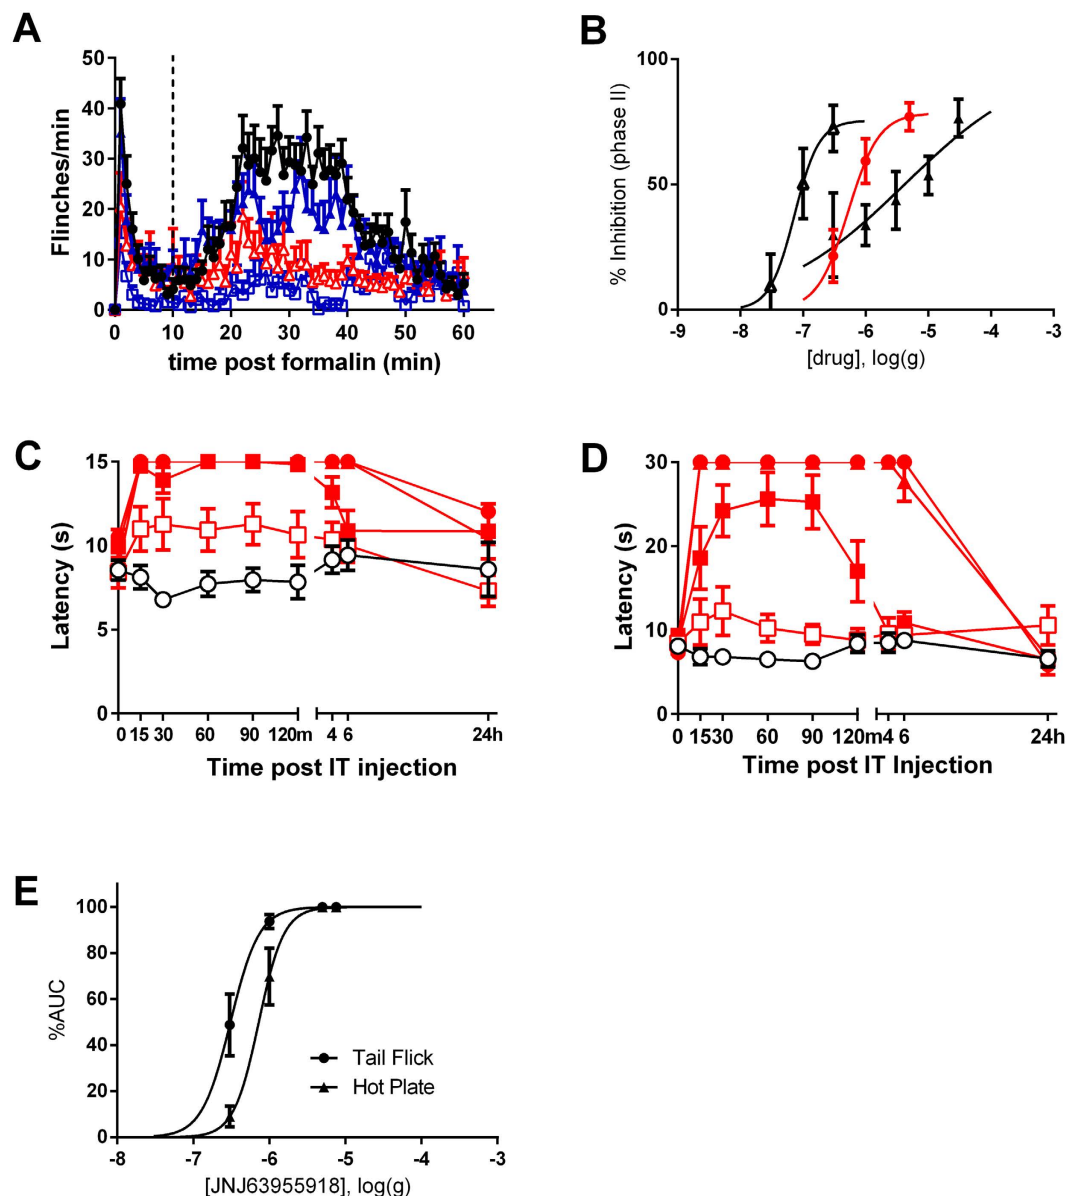 A
Flinches/min
50
40
30
20
10
0
0 10 20 30 40 50 60
time post formalin (min)
B
% Inhibition (phase II)
100
50
0
-9 -8 -7 -6 -5 -4 -3
[drug], log(g)
C
Latency (s)
15
10
5
0
0 15 30 60 90 120m 4 6 24h
Time post IT injection
D
Latency (s)
30
20
10
0
0 15 30 60 90 120m 4 6 24h
Time post IT Injection
E
%AUC
100
80
60
40
20
0
Tail Flick
Hot Plate
-8 -7 -6 -5 -4 -3
[JNJ63955918], log(g)